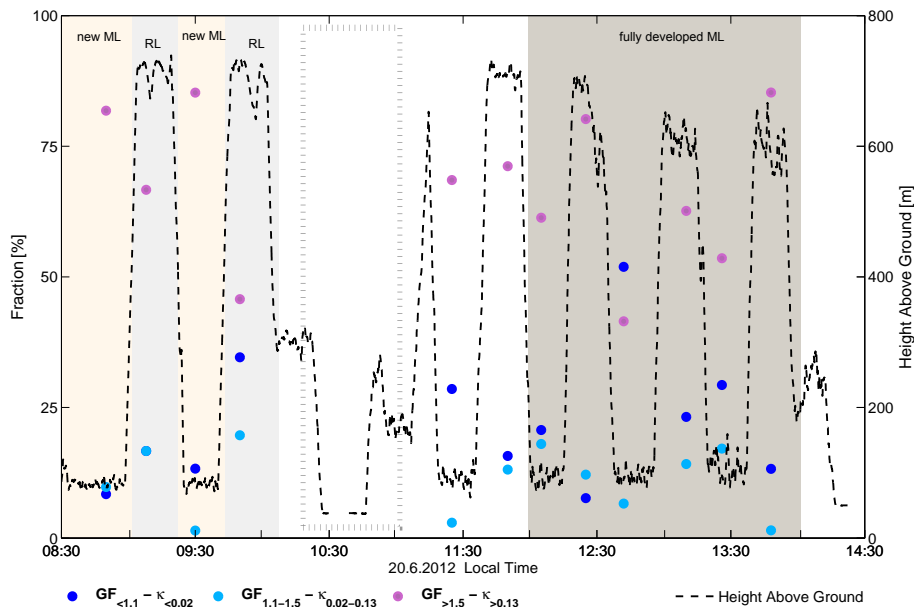 100
75
50
25
0
Fraction [%]
new ML
RL
new ML
RL
fully developed ML
800
600
400
200
0
Height Above Ground [m]
08:30
09:30
10:30
11:30
12:30
13:30
14:30
20.6.2012 Local Time
GF<1.1 – κ<0.02
GF1.1–1.5 – κ0.02–0.13
GF>1.5 – κ>0.13
Height Above Ground